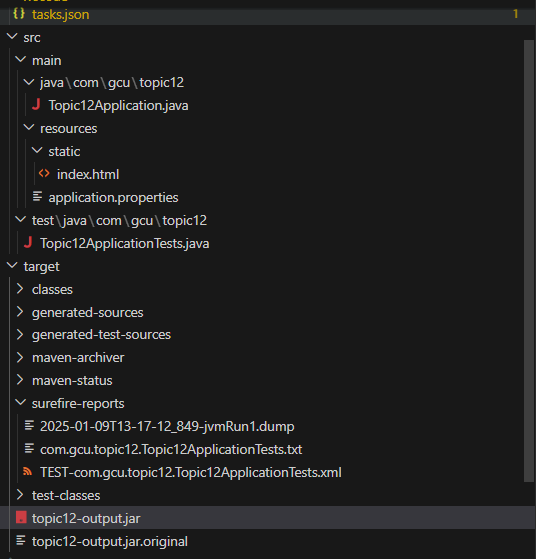 tasks.json 1
src
main
java\com\gcu\topic12
Topic12Application.java
resources
static
index.html
application.properties
test\java\com\gcu\topic12
Topic12ApplicationTests.java
target
classes
generated-sources
generated-test-sources
maven-archiver
maven-status
surefire-reports
2025-01-09T13-17-12_849-jvmRun1.dump
com.gcu.topic12.Topic12ApplicationTests.txt
TEST-com.gcu.topic12.Topic12ApplicationTests.xml
test-classes
topic12-output.jar
topic12-output.jar.original